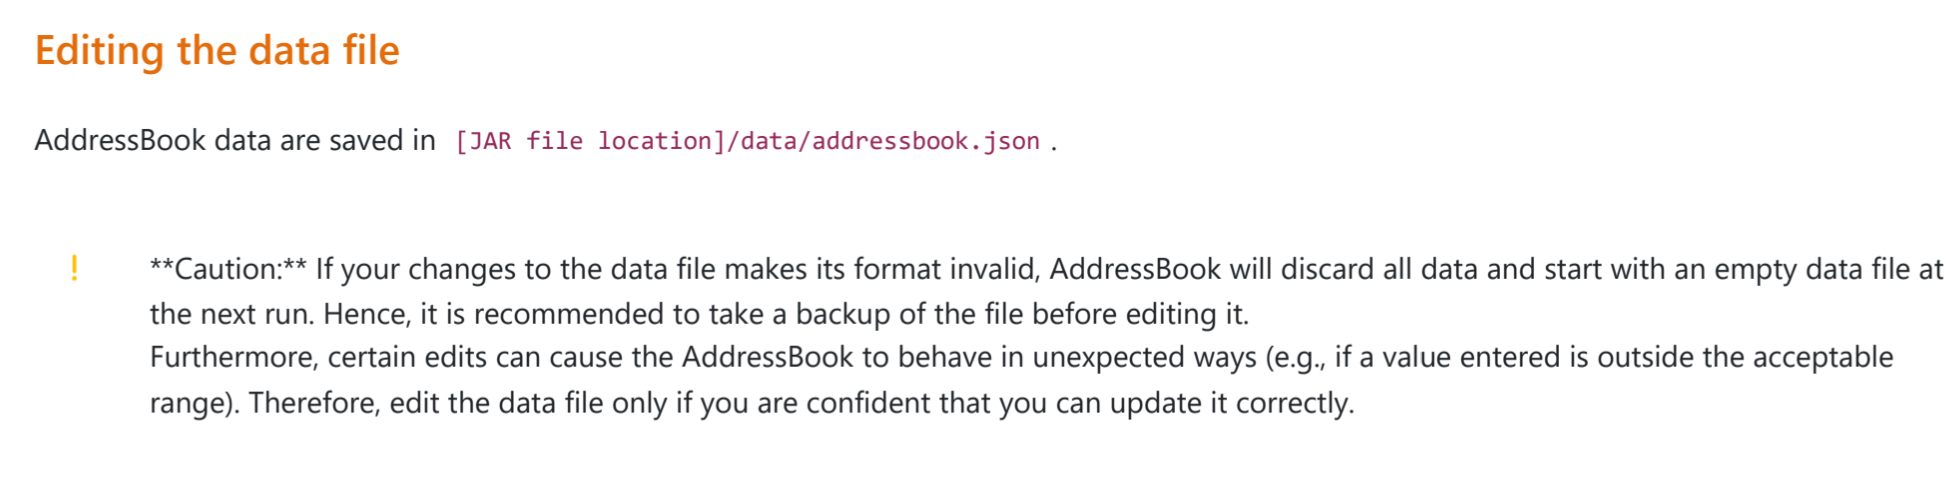 Editing the data file
AddressBook data are saved in [JAR file location]/data/addressbook.json .
! **Caution:** If your changes to the data file makes its format invalid, AddressBook will discard all data and start with an empty data file at
the next run. Hence, it is recommended to take a backup of the file before editing it.
Furthermore, certain edits can cause the AddressBook to behave in unexpected ways (e.g., if a value entered is outside the acceptable
range). Therefore, edit the data file only if you are confident that you can update it correctly.